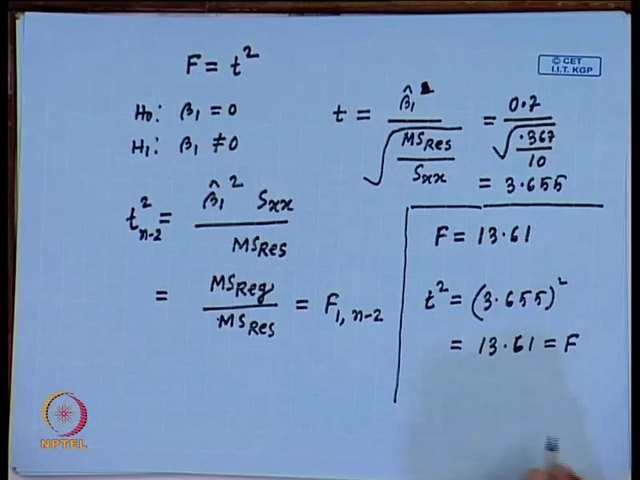 F = t²
© CET
I.I.T. KGP
H₀: β₁ = 0
H₁: β₁ ≠ 0
t = β̂₁ / √(MSRes / Sxx) = 0.7 / √(.367 / 10)
= 3.655
t²ₙ₋₂ = β̂₁² Sxx / MSRes
= MSReg / MSRes = F₁,ₙ₋₂
F = 13.61
t² = (3.655)²
= 13.61 = F
NPTEL